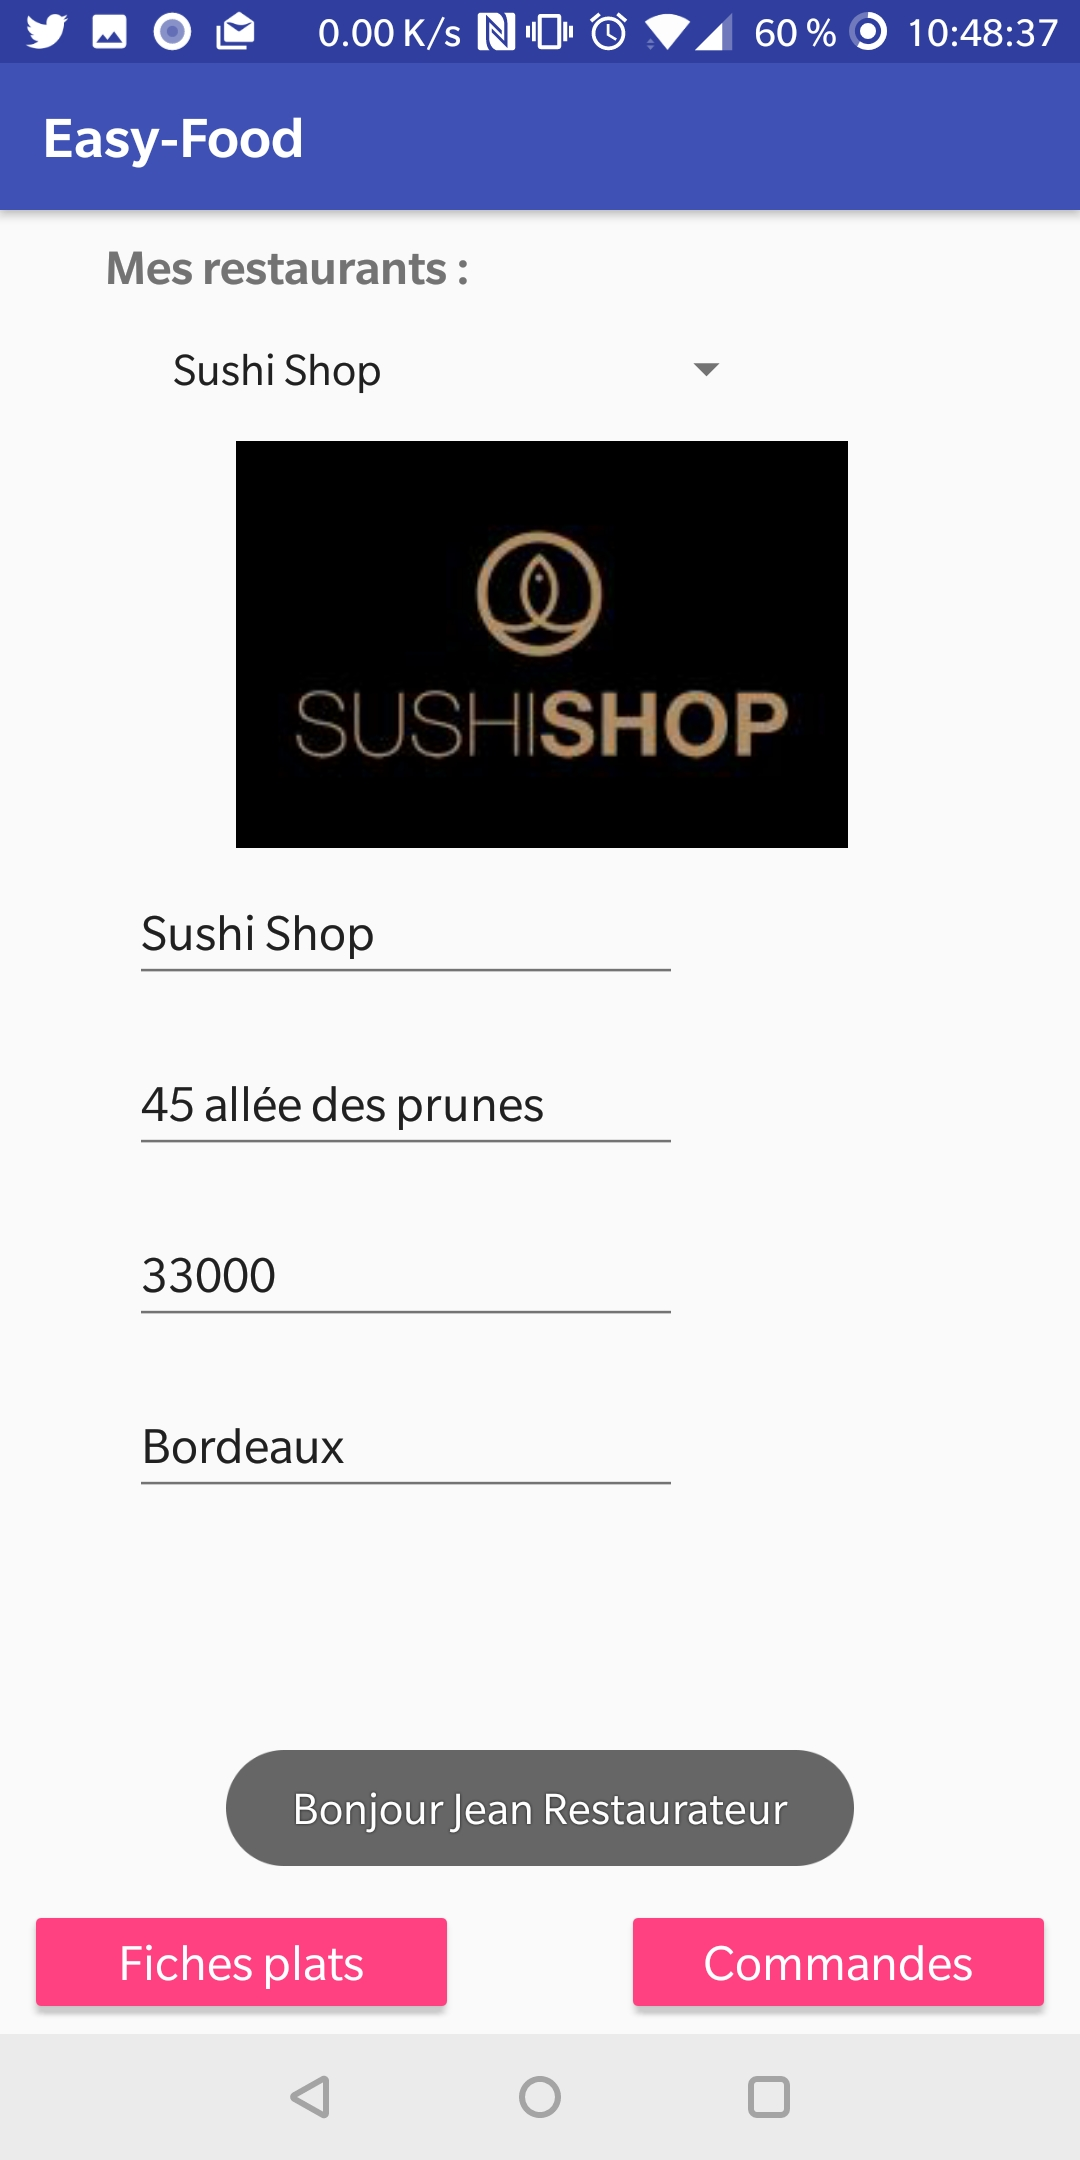 0.00 K/s 60 % 10:48:37
Easy-Food
Mes restaurants :
Sushi Shop
SUSHISHOP
Sushi Shop
45 allée des prunes
33000
Bordeaux
Bonjour Jean Restaurateur
Fiches plats
Commandes